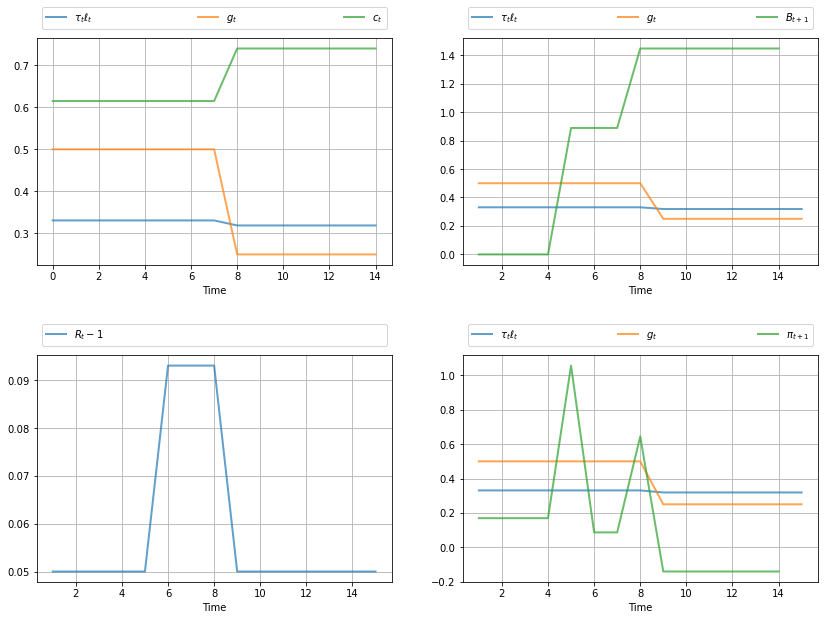 τ_tℓ_t g_t c_t
0.7
0.6
0.5
0.4
0.3
0 2 4 6 8 10 12 14
Time
τ_tℓ_t g_t B_{t+1}
1.4
1.2
1.0
0.8
0.6
0.4
0.2
0.0
2 4 6 8 10 12 14
Time
R_t − 1
0.09
0.08
0.07
0.06
0.05
2 4 6 8 10 12 14
Time
τ_tℓ_t g_t π_{t+1}
1.0
0.8
0.6
0.4
0.2
0.0
−0.2
2 4 6 8 10 12 14
Time